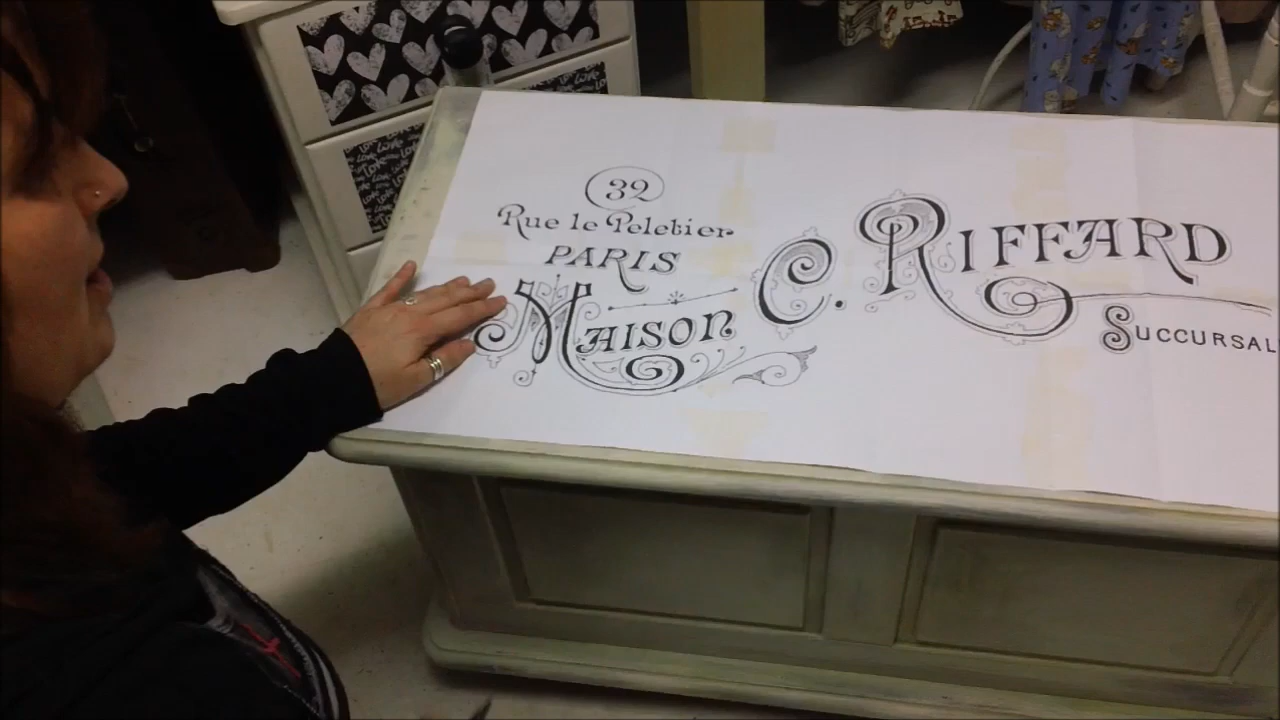 32
Rue le Peletier
PARIS
MAISON
C. RIFFARD
SUCCURSAL